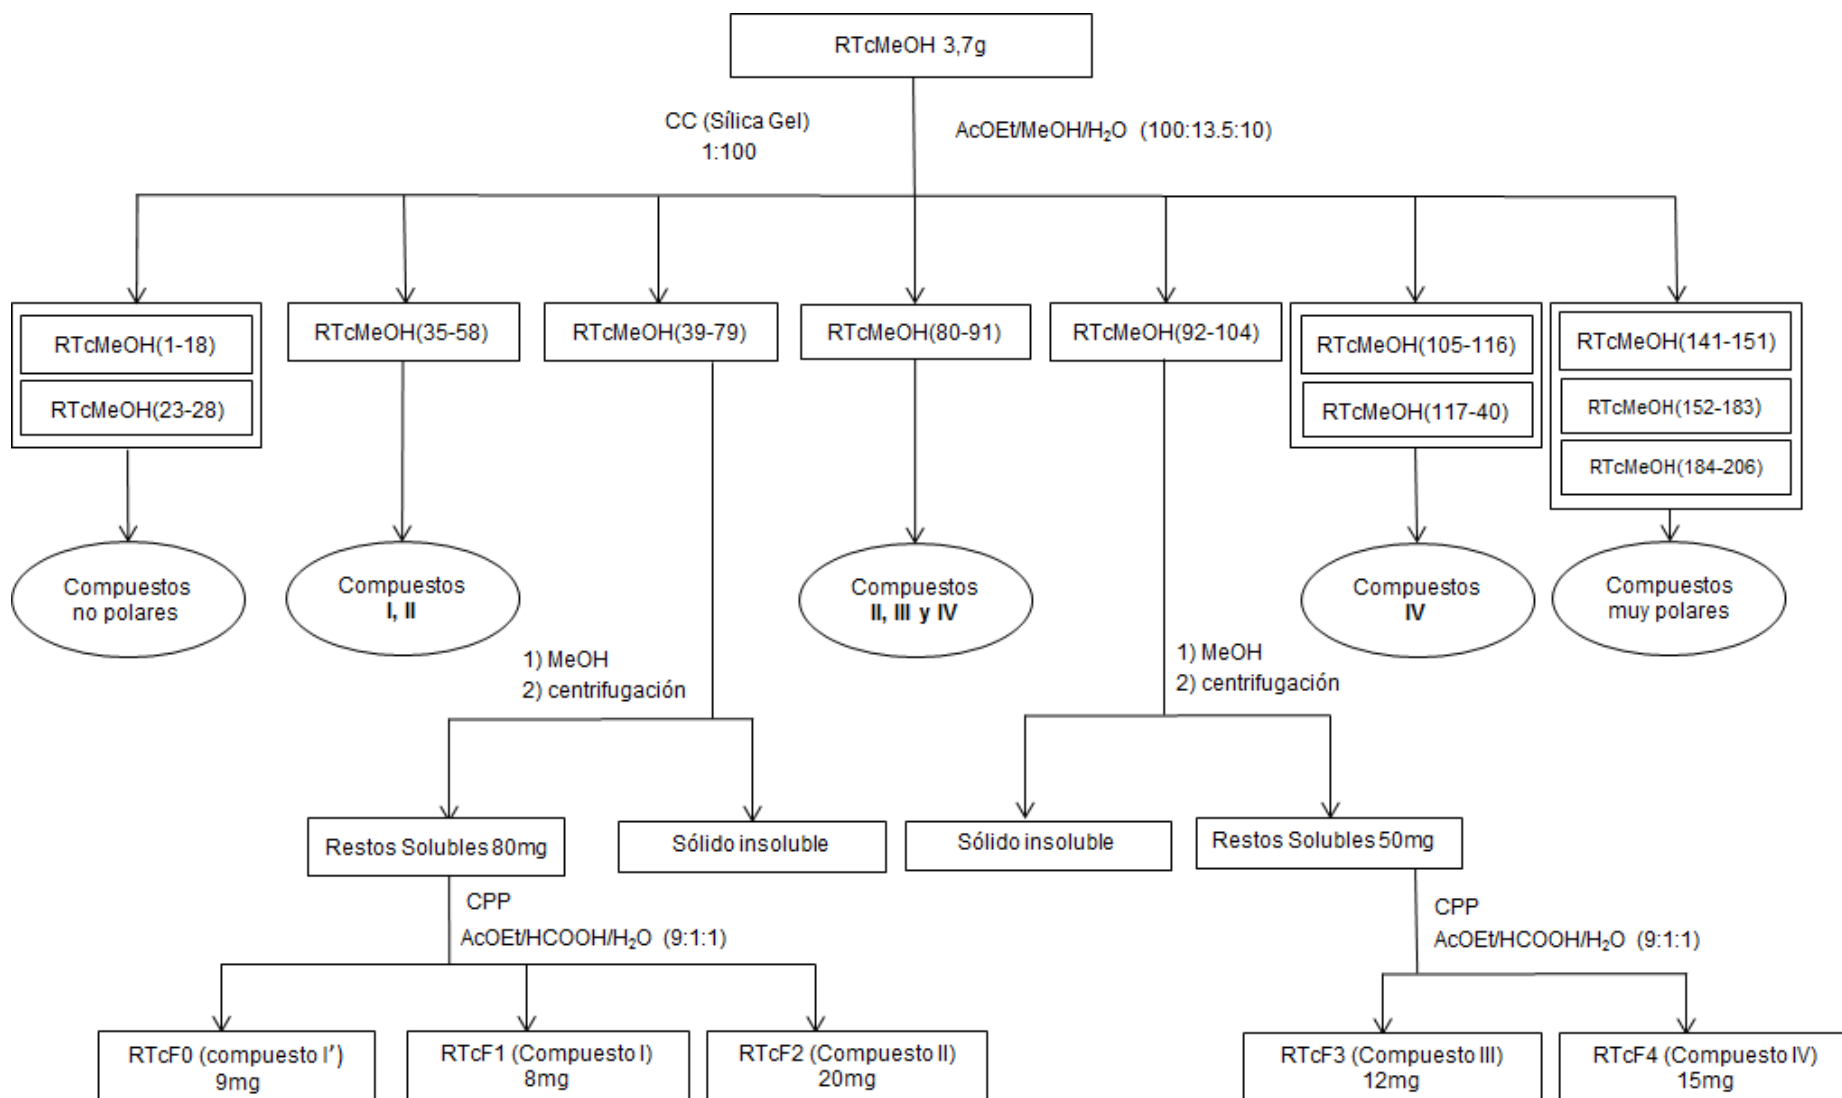 RTcMeOH 3,7g
CC (Sílica Gel)
1:100
AcOEt/MeOH/H₂O (100:13.5:10)
RTcMeOH(1-18)
RTcMeOH(23-28)
RTcMeOH(35-58)
RTcMeOH(39-79)
RTcMeOH(80-91)
RTcMeOH(92-104)
RTcMeOH(105-116)
RTcMeOH(117-40)
RTcMeOH(141-151)
RTcMeOH(152-183)
RTcMeOH(184-206)
Compuestos
no polares
Compuestos
I, II
Compuestos
II, III y IV
Compuestos
IV
Compuestos
muy polares
1) MeOH
2) centrifugación
1) MeOH
2) centrifugación
Restos Solubles 80mg
Sólido insoluble
Sólido insoluble
Restos Solubles 50mg
CPP
AcOEt/HCOOH/H₂O (9:1:1)
CPP
AcOEt/HCOOH/H₂O (9:1:1)
RTcF0 (compuesto I′)
9mg
RTcF1 (Compuesto I)
8mg
RTcF2 (Compuesto II)
20mg
RTcF3 (Compuesto III)
12mg
RTcF4 (Compuesto IV)
15mg